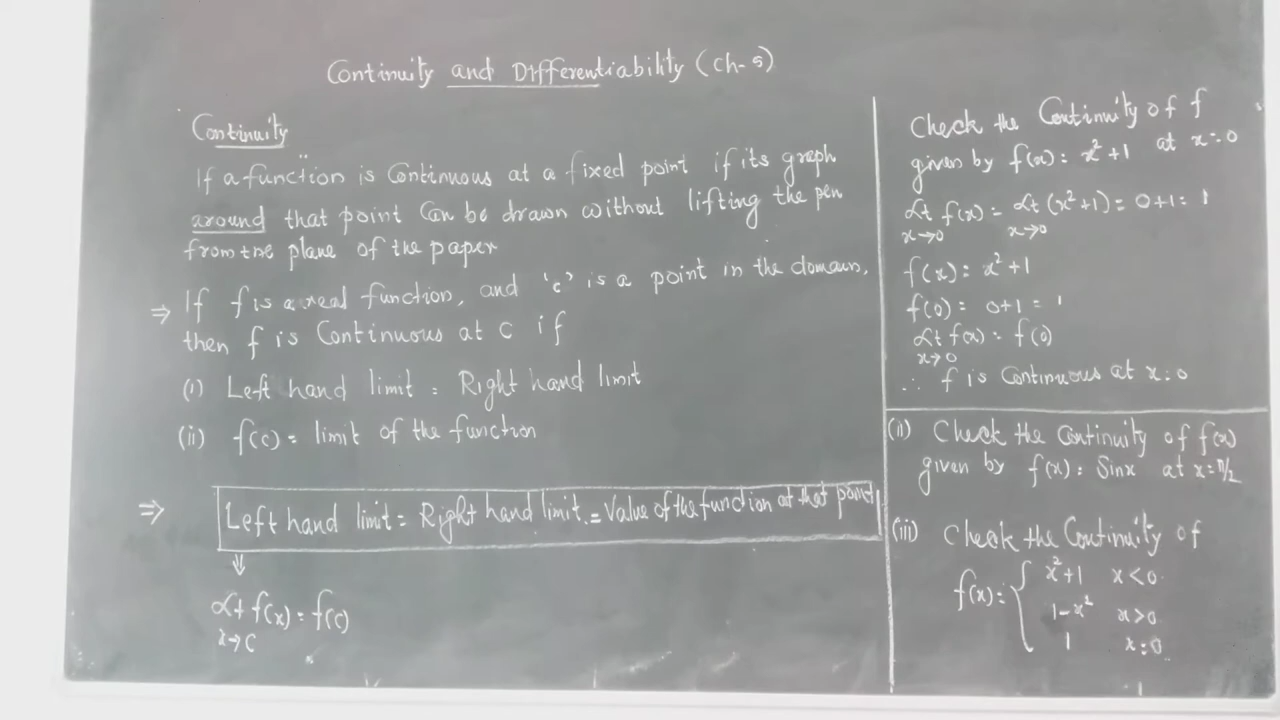 Continuity and Differentiability (Ch-5)
Continuity
If a function is Continuous at a fixed point if its graph
around that point Can be drawn without lifting the pen
from the plane of the paper
⇒ If f is a real function, and 'c' is a point in the domain,
then f is Continuous at C if
(i) Left hand limit = Right hand limit
(ii) f(c) = limit of the function
⇒ Left hand limit = Right hand limit. = Value of the function at that point
⇓
Lt f(x) = f(c)
x→c
Check the Continuity of f
given by f(x) = x²+1 at x=0
Lt f(x) = Lt (x²+1) = 0+1 = 1
x→0 x→0
f(x) = x²+1
f(0) = 0+1 = 1
Lt f(x) = f(0)
x→0
∴ f is Continuous at x=0
(ii) Check the Continuity of f(x)
given by f(x) = Sinx at x=π/2
(iii) Check the Continuity of
f(x) = { x²+1 x<0
1-x² x>0
1 x=0